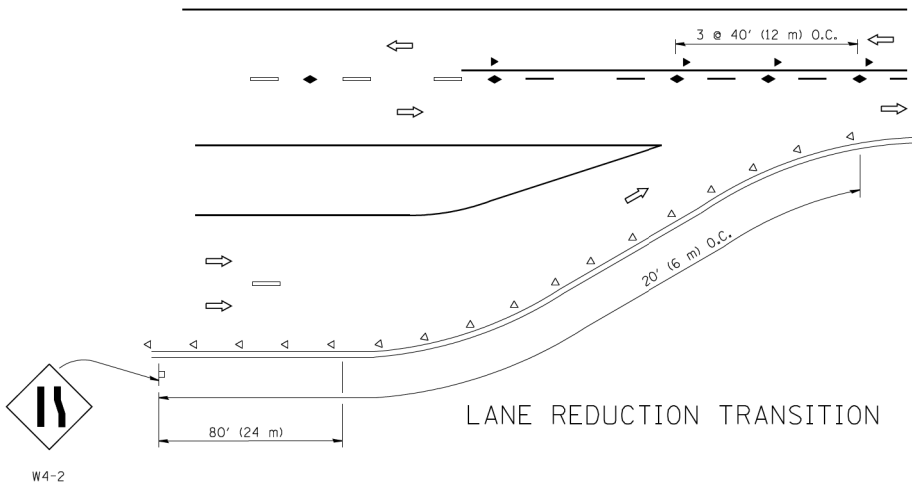 3 @ 40' (12 m) O.C.
20' (6 m) O.C.
80' (24 m)
LANE REDUCTION TRANSITION
W4-2